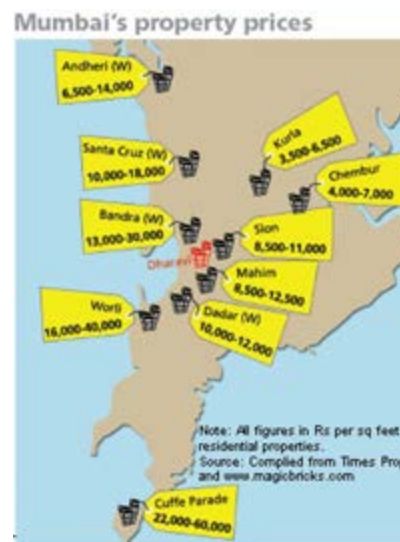 Mumbai's property prices
Andheri (W)
6,500-14,000
Kurla
3,500-6,500
Santa Cruz (W)
10,000-18,000
Chembur
4,000-7,000
Bandra (W)
13,000-30,000
Sion
8,500-11,000
Dharavi
Mahim
8,500-12,500
Worli
16,000-40,000
Dadar (W)
10,000-12,000
Note: All figures in Rs per sq feet
residential properties.
Source: Complied from Times Prop
and www.magicbricks.com
Cuffe Parade
22,000-60,000